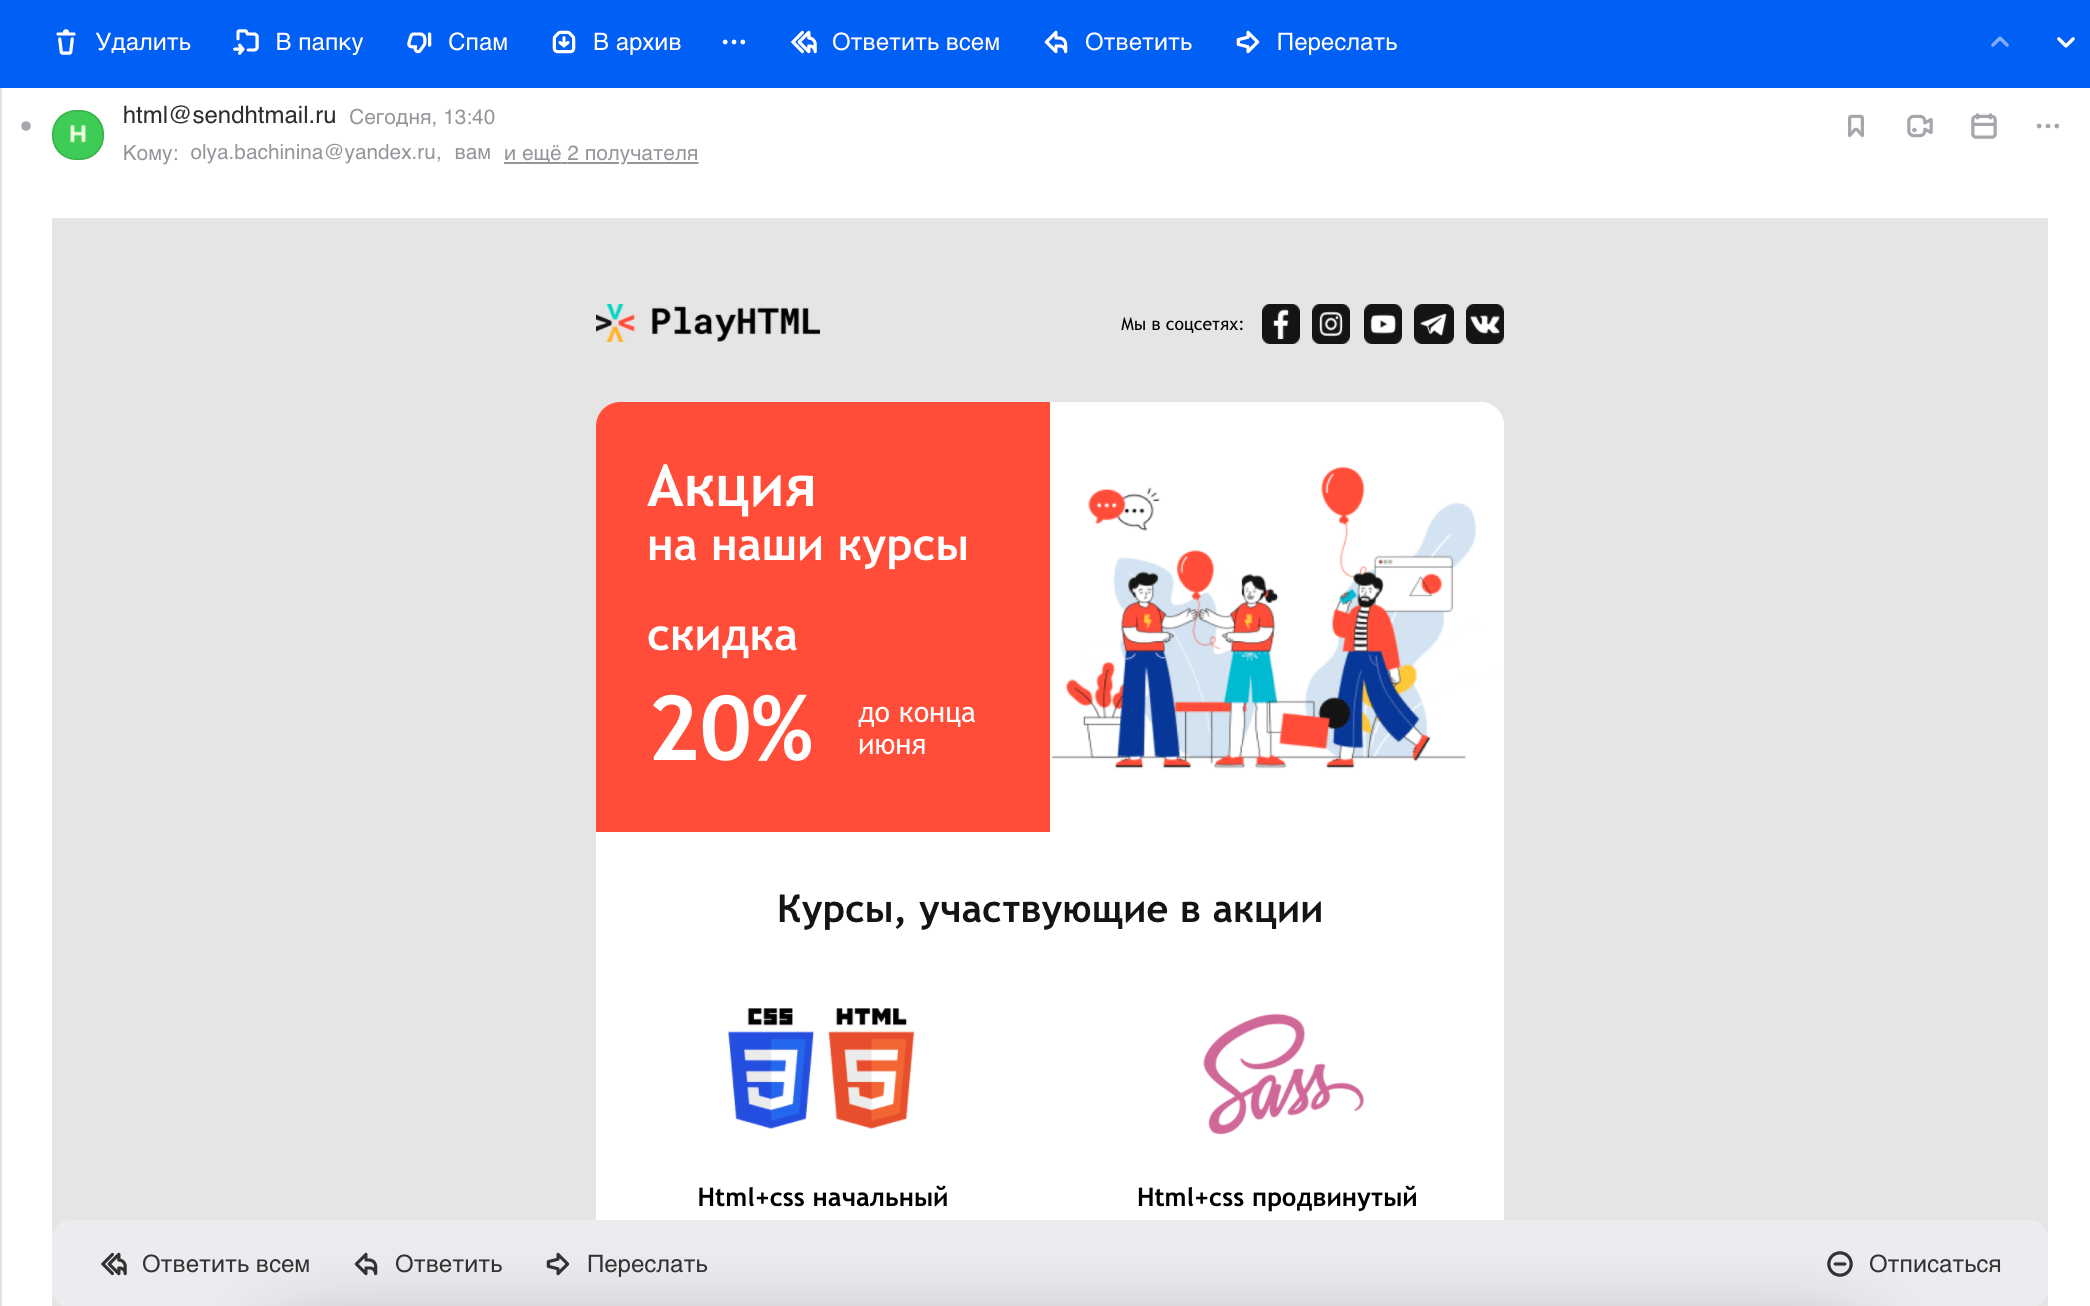 Удалить В папку Спам В архив Ответить всем Ответить Переслать
H
html@sendhtmail.ru Сегодня, 13:40
Кому: olya.bachinina@yandex.ru, вам и ещё 2 получателя
PlayHTML
Мы в соцсетях:
Акция
на наши курсы
скидка
20%
до конца
июня
Курсы, участвующие в акции
CSS HTML
3 5
Sass
Html+css начальный
Html+css продвинутый
Ответить всем Ответить Переслать Отписаться